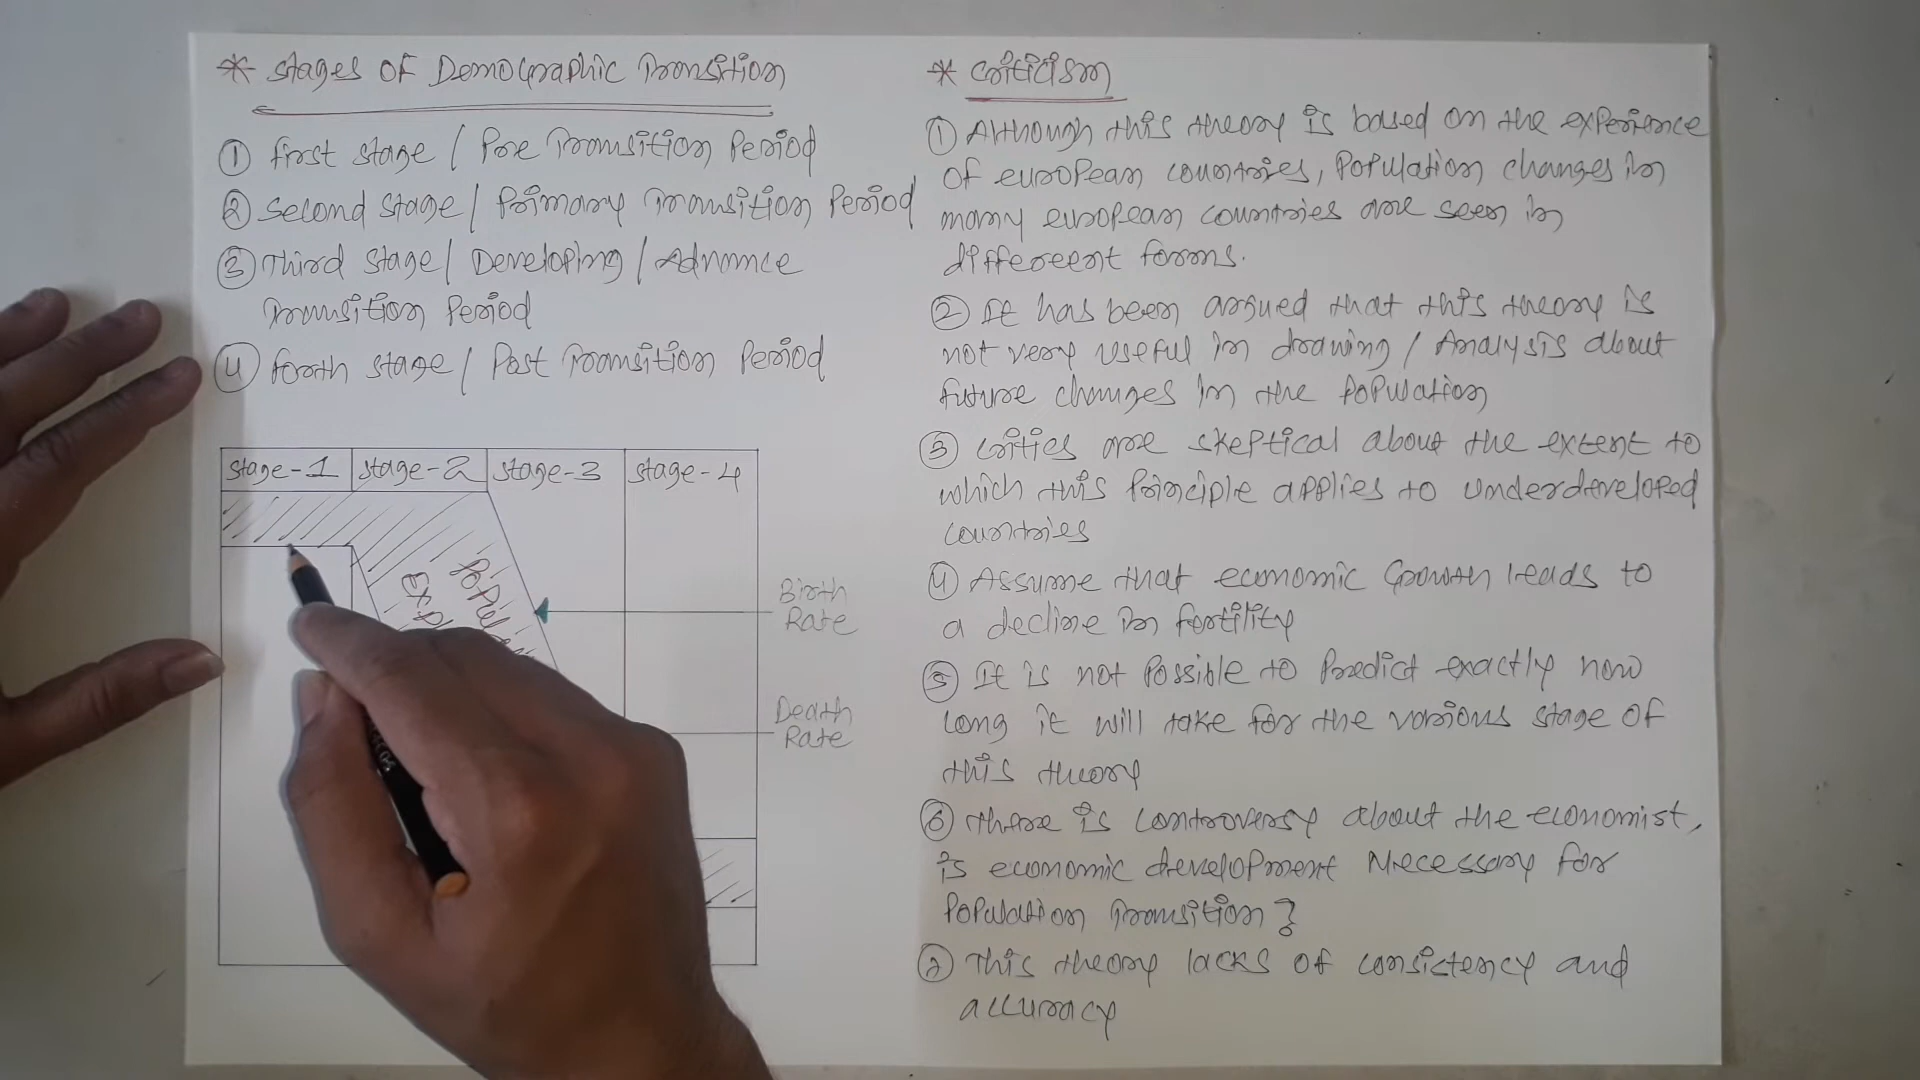 * Stages of Demographic Transition
① First stage / Pre Transition Period
② Second stage / Primary Transition Period
③ Third stage / Developing / Advance
Transition Period
④ Forth stage / Post Transition Period
Stage-1 Stage-2 Stage-3 Stage-4
Birth
Rate
Death
Rate
* Criticism
① Although this theory is based on the experience
of european countries, Population changes in
many european countries are seen in
differeent forms.
② It has been argued that this theory is
not very useful in drawing / Analysis about
future changes in the Population
③ Critics are skeptical about the extent to
which this Principle applies to underdeveloped
countries
④ Assume that economic Growth leads to
a decline in fertility
⑤ It is not Possible to Predict exactly how
long it will take for the various stage of
this theory
⑥ There is controversy about the economist,
is economic development Necessary for
Population Transition?
⑦ This theory lacks of consistency and
accuracy